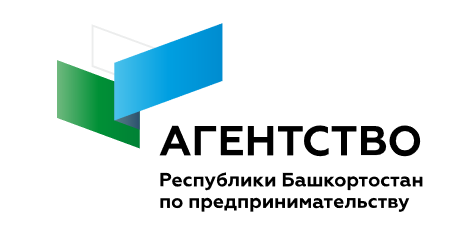 АГЕНТСТВО
Республики Башкортостан
по предпринимательству